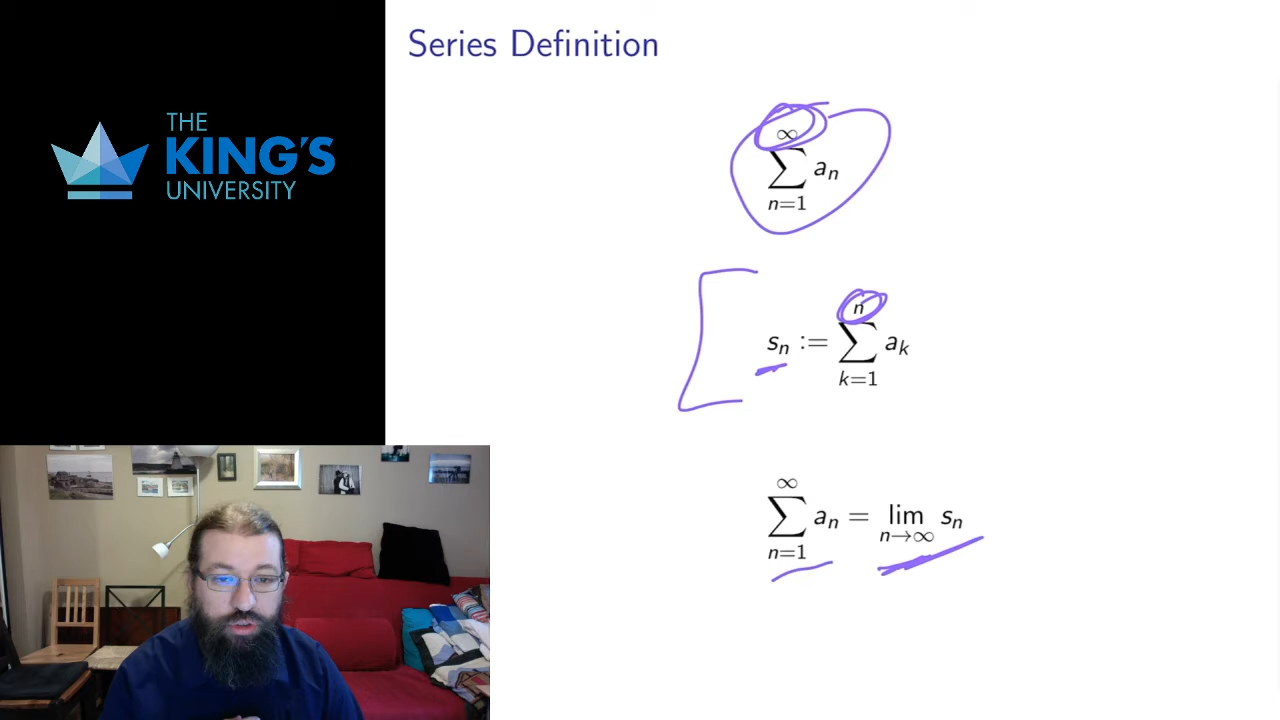 THE
KING'S
UNIVERSITY
Series Definition
∞
∑ aₙ
n=1
n
sₙ := ∑ aₖ
k=1
∞
∑ aₙ = lim sₙ
n=1 n→∞